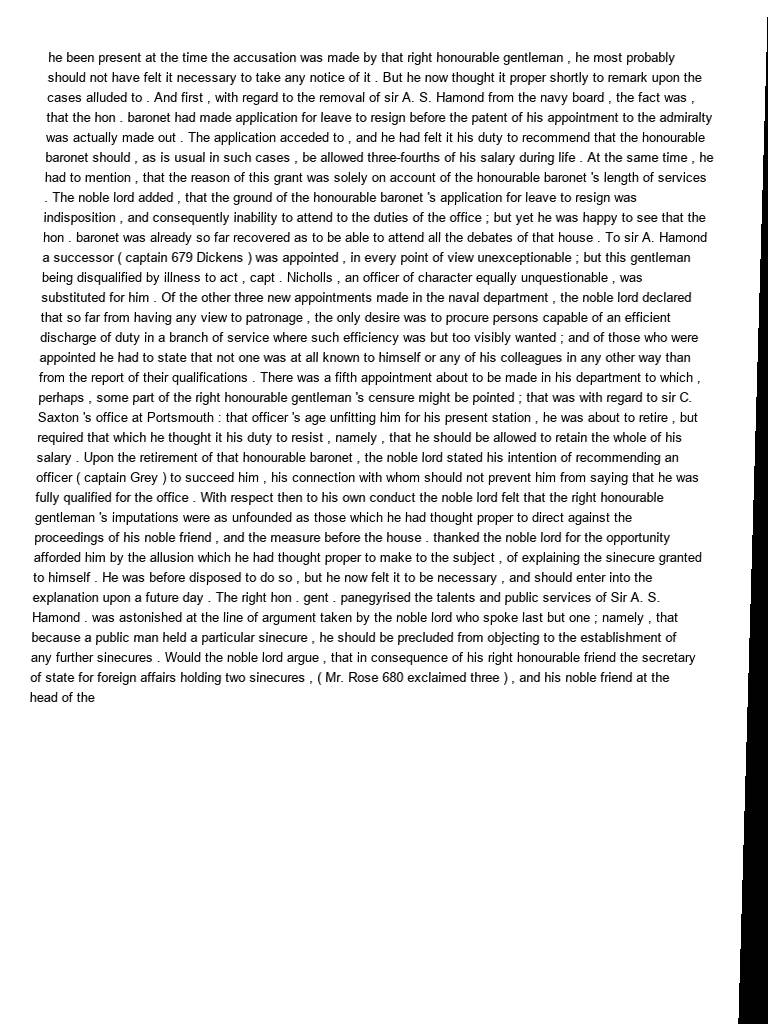 he been present at the time the accusation was made by that right honourable gentleman , he most probably
should not have felt it necessary to take any notice of it . But he now thought it proper shortly to remark upon the
cases alluded to . And first , with regard to the removal of sir A. S. Hamond from the navy board , the fact was ,
that the hon . baronet had made application for leave to resign before the patent of his appointment to the admiralty
was actually made out . The application acceded to , and he had felt it his duty to recommend that the honourable
baronet should , as is usual in such cases , be allowed three-fourths of his salary during life . At the same time , he
had to mention , that the reason of this grant was solely on account of the honourable baronet 's length of services
. The noble lord added , that the ground of the honourable baronet 's application for leave to resign was
indisposition , and consequently inability to attend to the duties of the office ; but yet he was happy to see that the
hon . baronet was already so far recovered as to be able to attend all the debates of that house . To sir A. Hamond
a successor ( captain 679 Dickens ) was appointed , in every point of view unexceptionable ; but this gentleman
being disqualified by illness to act , capt . Nicholls , an officer of character equally unquestionable , was
substituted for him . Of the other three new appointments made in the naval department , the noble lord declared
that so far from having any view to patronage , the only desire was to procure persons capable of an efficient
discharge of duty in a branch of service where such efficiency was but too visibly wanted ; and of those who were
appointed he had to state that not one was at all known to himself or any of his colleagues in any other way than
from the report of their qualifications . There was a fifth appointment about to be made in his department to which ,
perhaps , some part of the right honourable gentleman 's censure might be pointed ; that was with regard to sir C.
Saxton 's office at Portsmouth : that officer 's age unfitting him for his present station , he was about to retire , but
required that which he thought it his duty to resist , namely , that he should be allowed to retain the whole of his
salary . Upon the retirement of that honourable baronet , the noble lord stated his intention of recommending an
officer ( captain Grey ) to succeed him , his connection with whom should not prevent him from saying that he was
fully qualified for the office . With respect then to his own conduct the noble lord felt that the right honourable
gentleman 's imputations were as unfounded as those which he had thought proper to direct against the
proceedings of his noble friend , and the measure before the house . thanked the noble lord for the opportunity
afforded him by the allusion which he had thought proper to make to the subject , of explaining the sinecure granted
to himself . He was before disposed to do so , but he now felt it to be necessary , and should enter into the
explanation upon a future day . The right hon . gent . panegyrised the talents and public services of Sir A. S.
Hamond . was astonished at the line of argument taken by the noble lord who spoke last but one ; namely , that
because a public man held a particular sinecure , he should be precluded from objecting to the establishment of
any further sinecures . Would the noble lord argue , that in consequence of his right honourable friend the secretary
of state for foreign affairs holding two sinecures , ( Mr. Rose 680 exclaimed three ) , and his noble friend at the
head of the